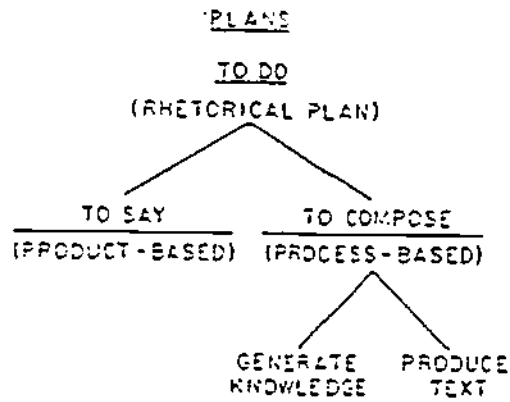 PLANS
TO DO
(RHETORICAL PLAN)
TO SAY
TO COMPOSE
(PRODUCT-BASED)
(PROCESS-BASED)
GENERATE
KNOWLEDGE
PRODUCE
TEXT